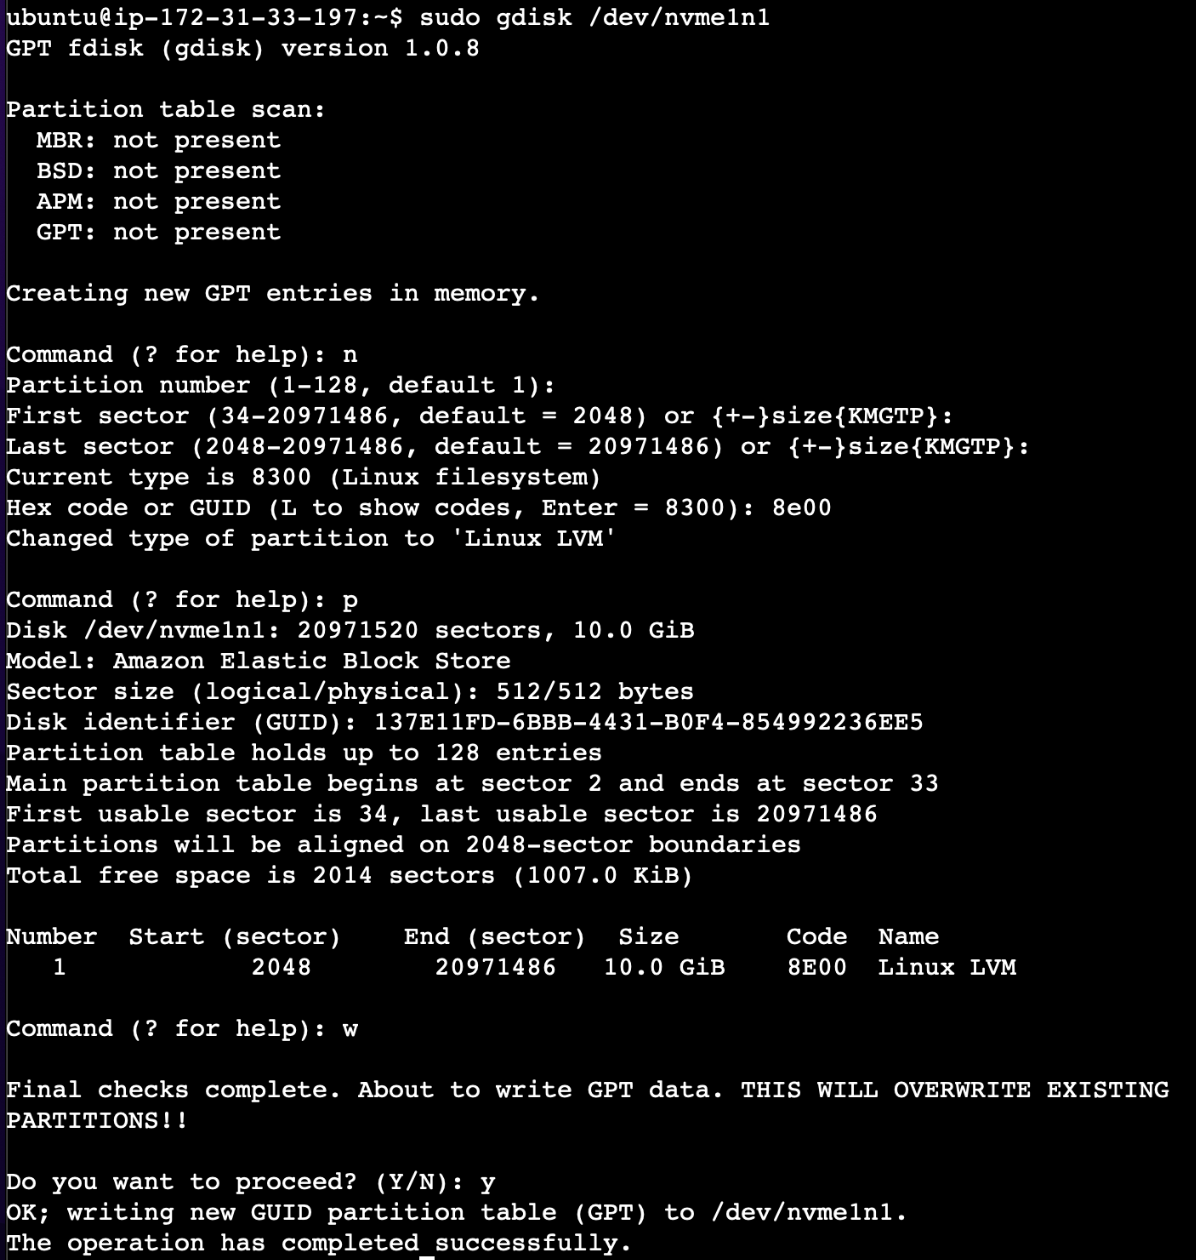 ubuntu@ip-172-31-33-197:~$ sudo gdisk /dev/nvme1n1
GPT fdisk (gdisk) version 1.0.8
Partition table scan:
MBR: not present
BSD: not present
APM: not present
GPT: not present
Creating new GPT entries in memory.
Command (? for help): n
Partition number (1-128, default 1):
First sector (34-20971486, default = 2048) or {+-}size{KMGTP}:
Last sector (2048-20971486, default = 20971486) or {+-}size{KMGTP}:
Current type is 8300 (Linux filesystem)
Hex code or GUID (L to show codes, Enter = 8300): 8e00
Changed type of partition to 'Linux LVM'
Command (? for help): p
Disk /dev/nvme1n1: 20971520 sectors, 10.0 GiB
Model: Amazon Elastic Block Store
Sector size (logical/physical): 512/512 bytes
Disk identifier (GUID): 137E11FD-6BBB-4431-B0F4-854992236EE5
Partition table holds up to 128 entries
Main partition table begins at sector 2 and ends at sector 33
First usable sector is 34, last usable sector is 20971486
Partitions will be aligned on 2048-sector boundaries
Total free space is 2014 sectors (1007.0 KiB)
Number  Start (sector)    End (sector)  Size       Code  Name
1            2048        20971486   10.0 GiB    8E00  Linux LVM
Command (? for help): w
Final checks complete. About to write GPT data. THIS WILL OVERWRITE EXISTING
PARTITIONS!!
Do you want to proceed? (Y/N): y
OK; writing new GUID partition table (GPT) to /dev/nvme1n1.
The operation has completed successfully.